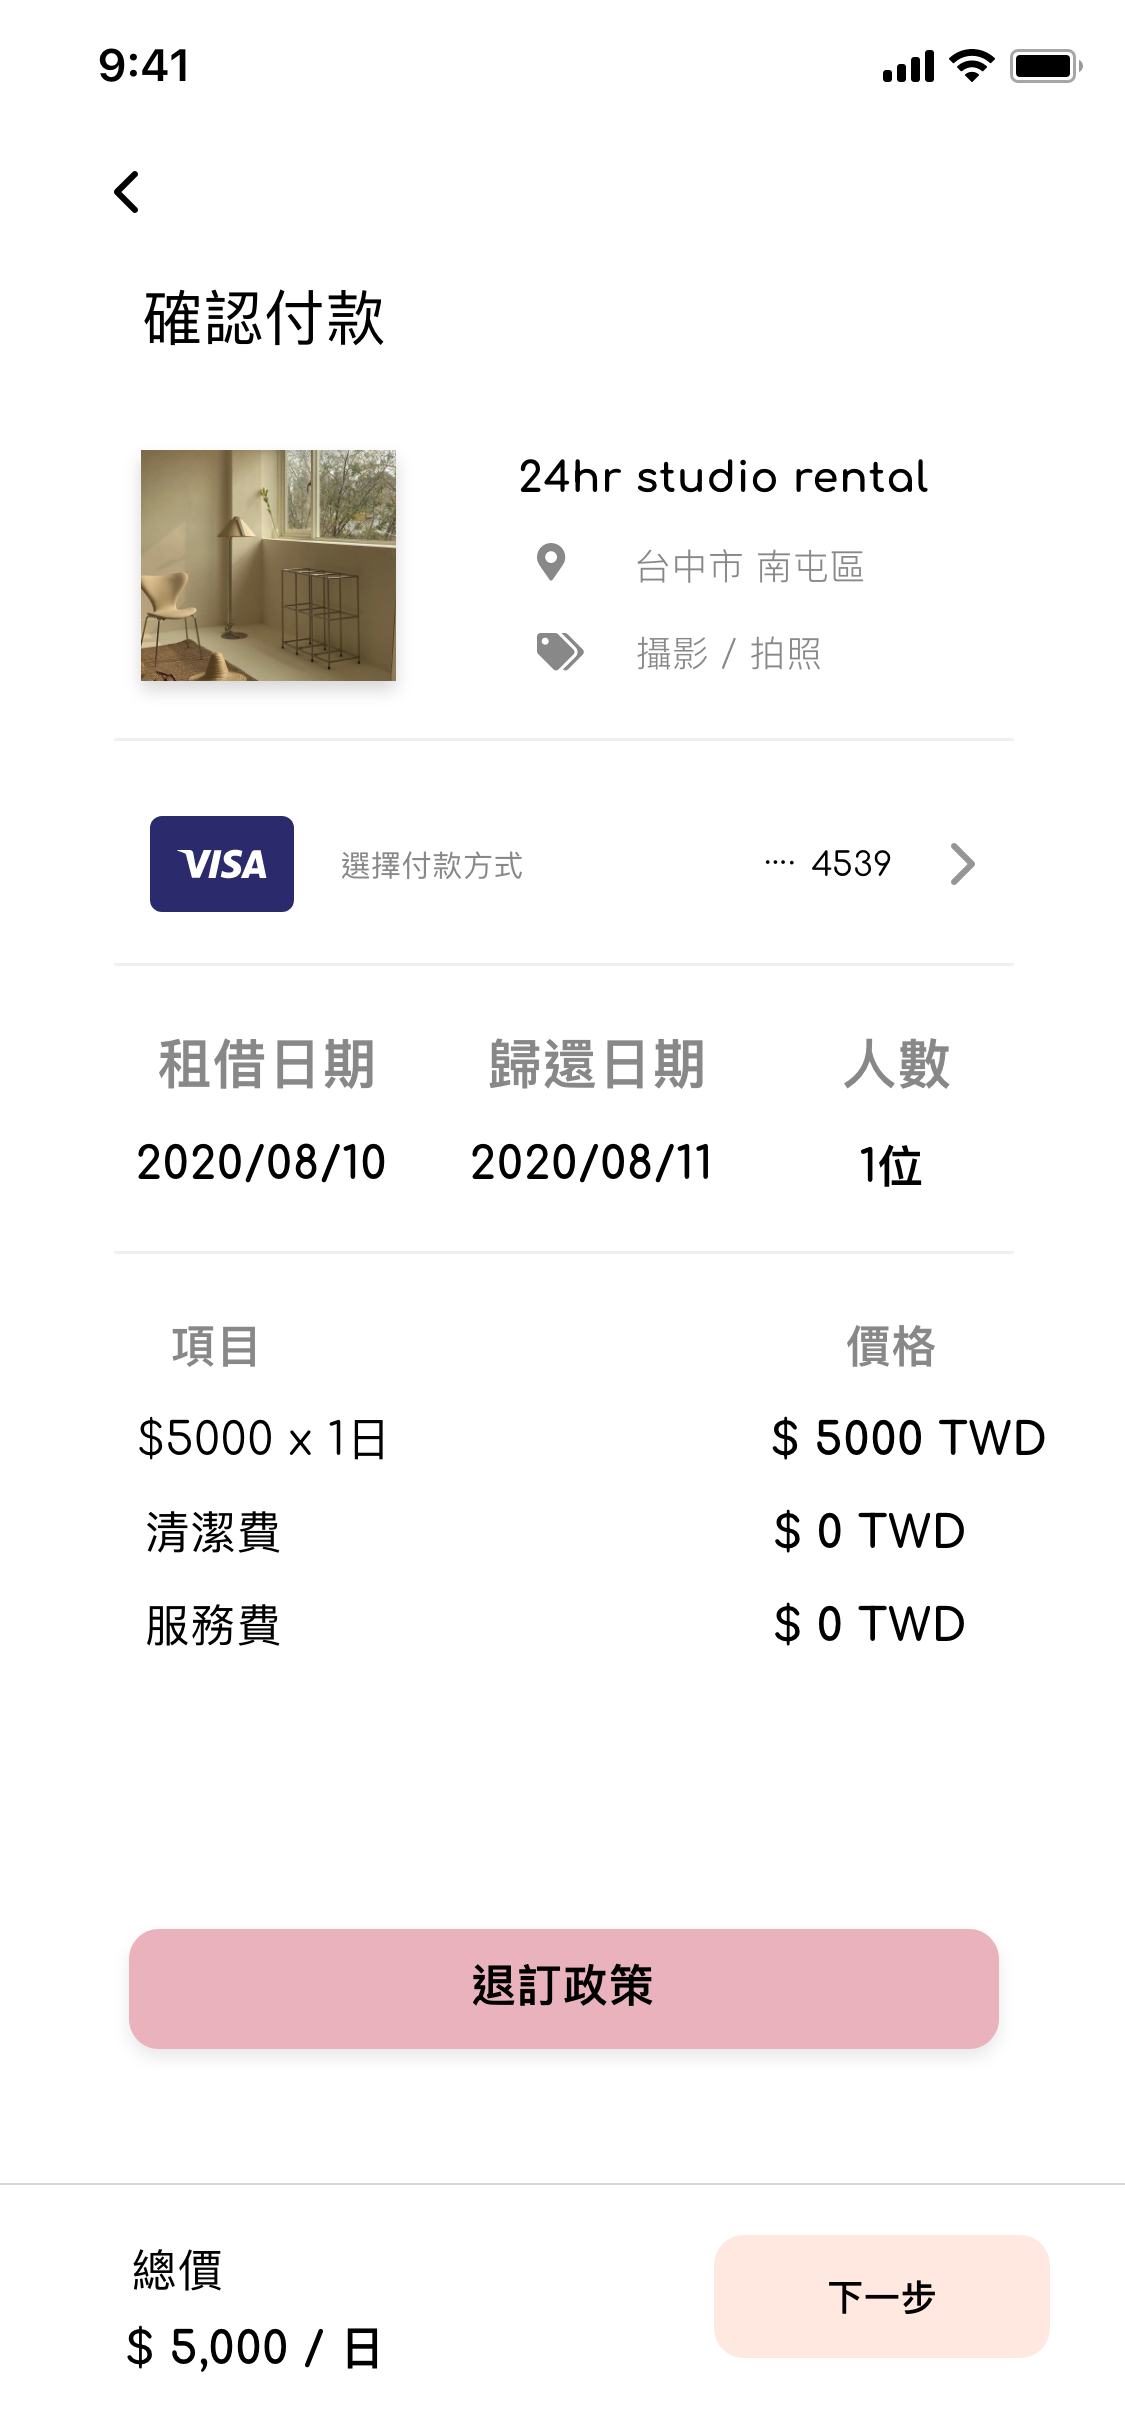 9:41
確認付款
24hr studio rental
台中市 南屯區
攝影 / 拍照
VISA 選擇付款方式 ···· 4539
租借日期 歸還日期 人數
2020/08/10 2020/08/11 1位
項目 價格
$5000 x 1日 $ 5000 TWD
清潔費 $ 0 TWD
服務費 $ 0 TWD
退訂政策
總價
$ 5,000 / 日
下一步